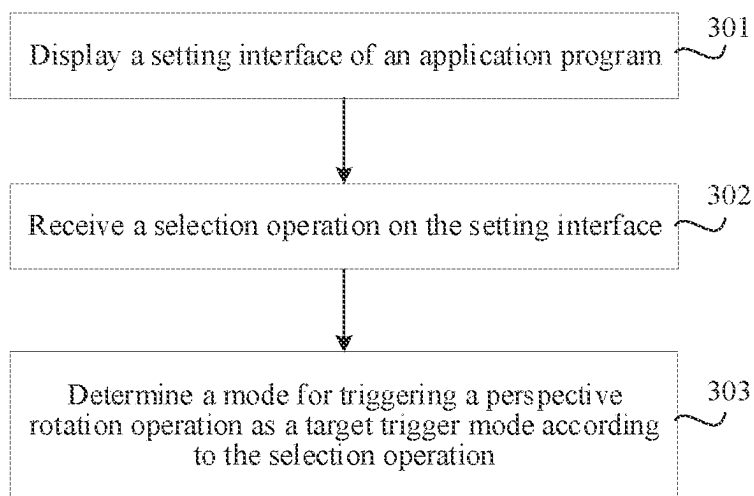 301
Display a setting interface of an application program
302
Receive a selection operation on the setting interface
303
Determine a mode for triggering a perspective
rotation operation as a target trigger mode according
to the selection operation